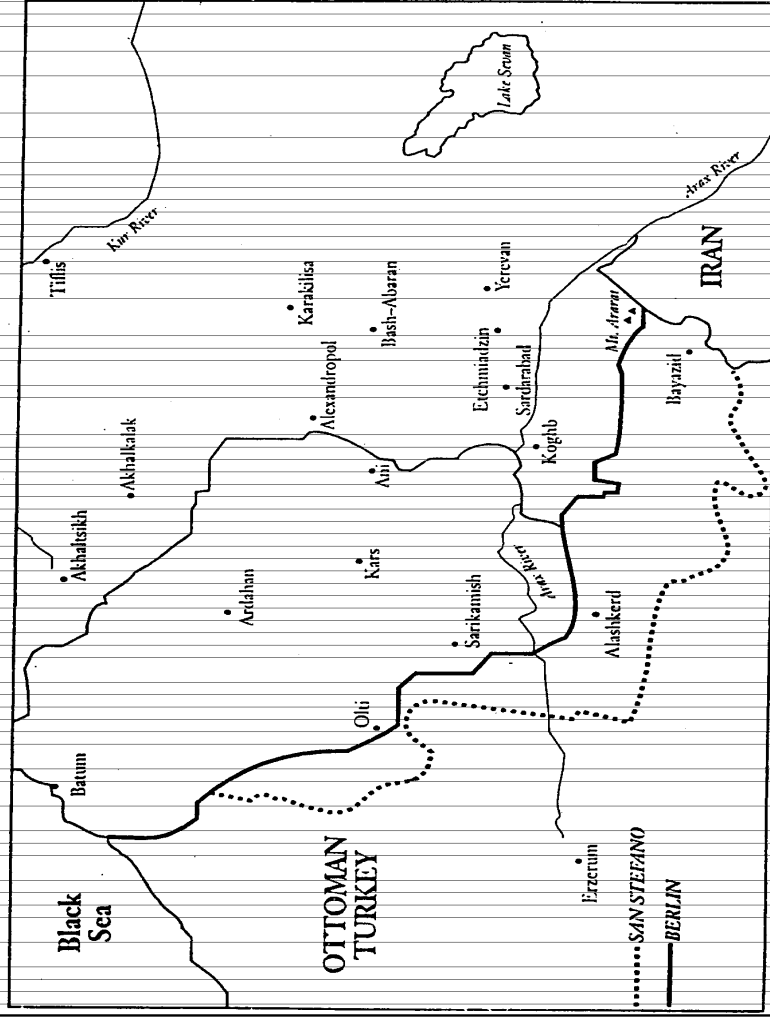 Black
Sea
Batum
Akhaltsikh
Tiflis
Akhalkalak
Kur River
Ardahan
Karakilisa
Alexandropol
OTTOMAN
TURKEY
Olti
Kars
Ani
Bash-Abaran
Sarikamish
Etchmiadzin
Yerevan
Lake Sevan
Sardarabad
Arax River
Koghb
Erzerum
Alashkerd
Mt. Ararat
Bayazid
Arax River
IRAN
SAN STEFANO
BERLIN